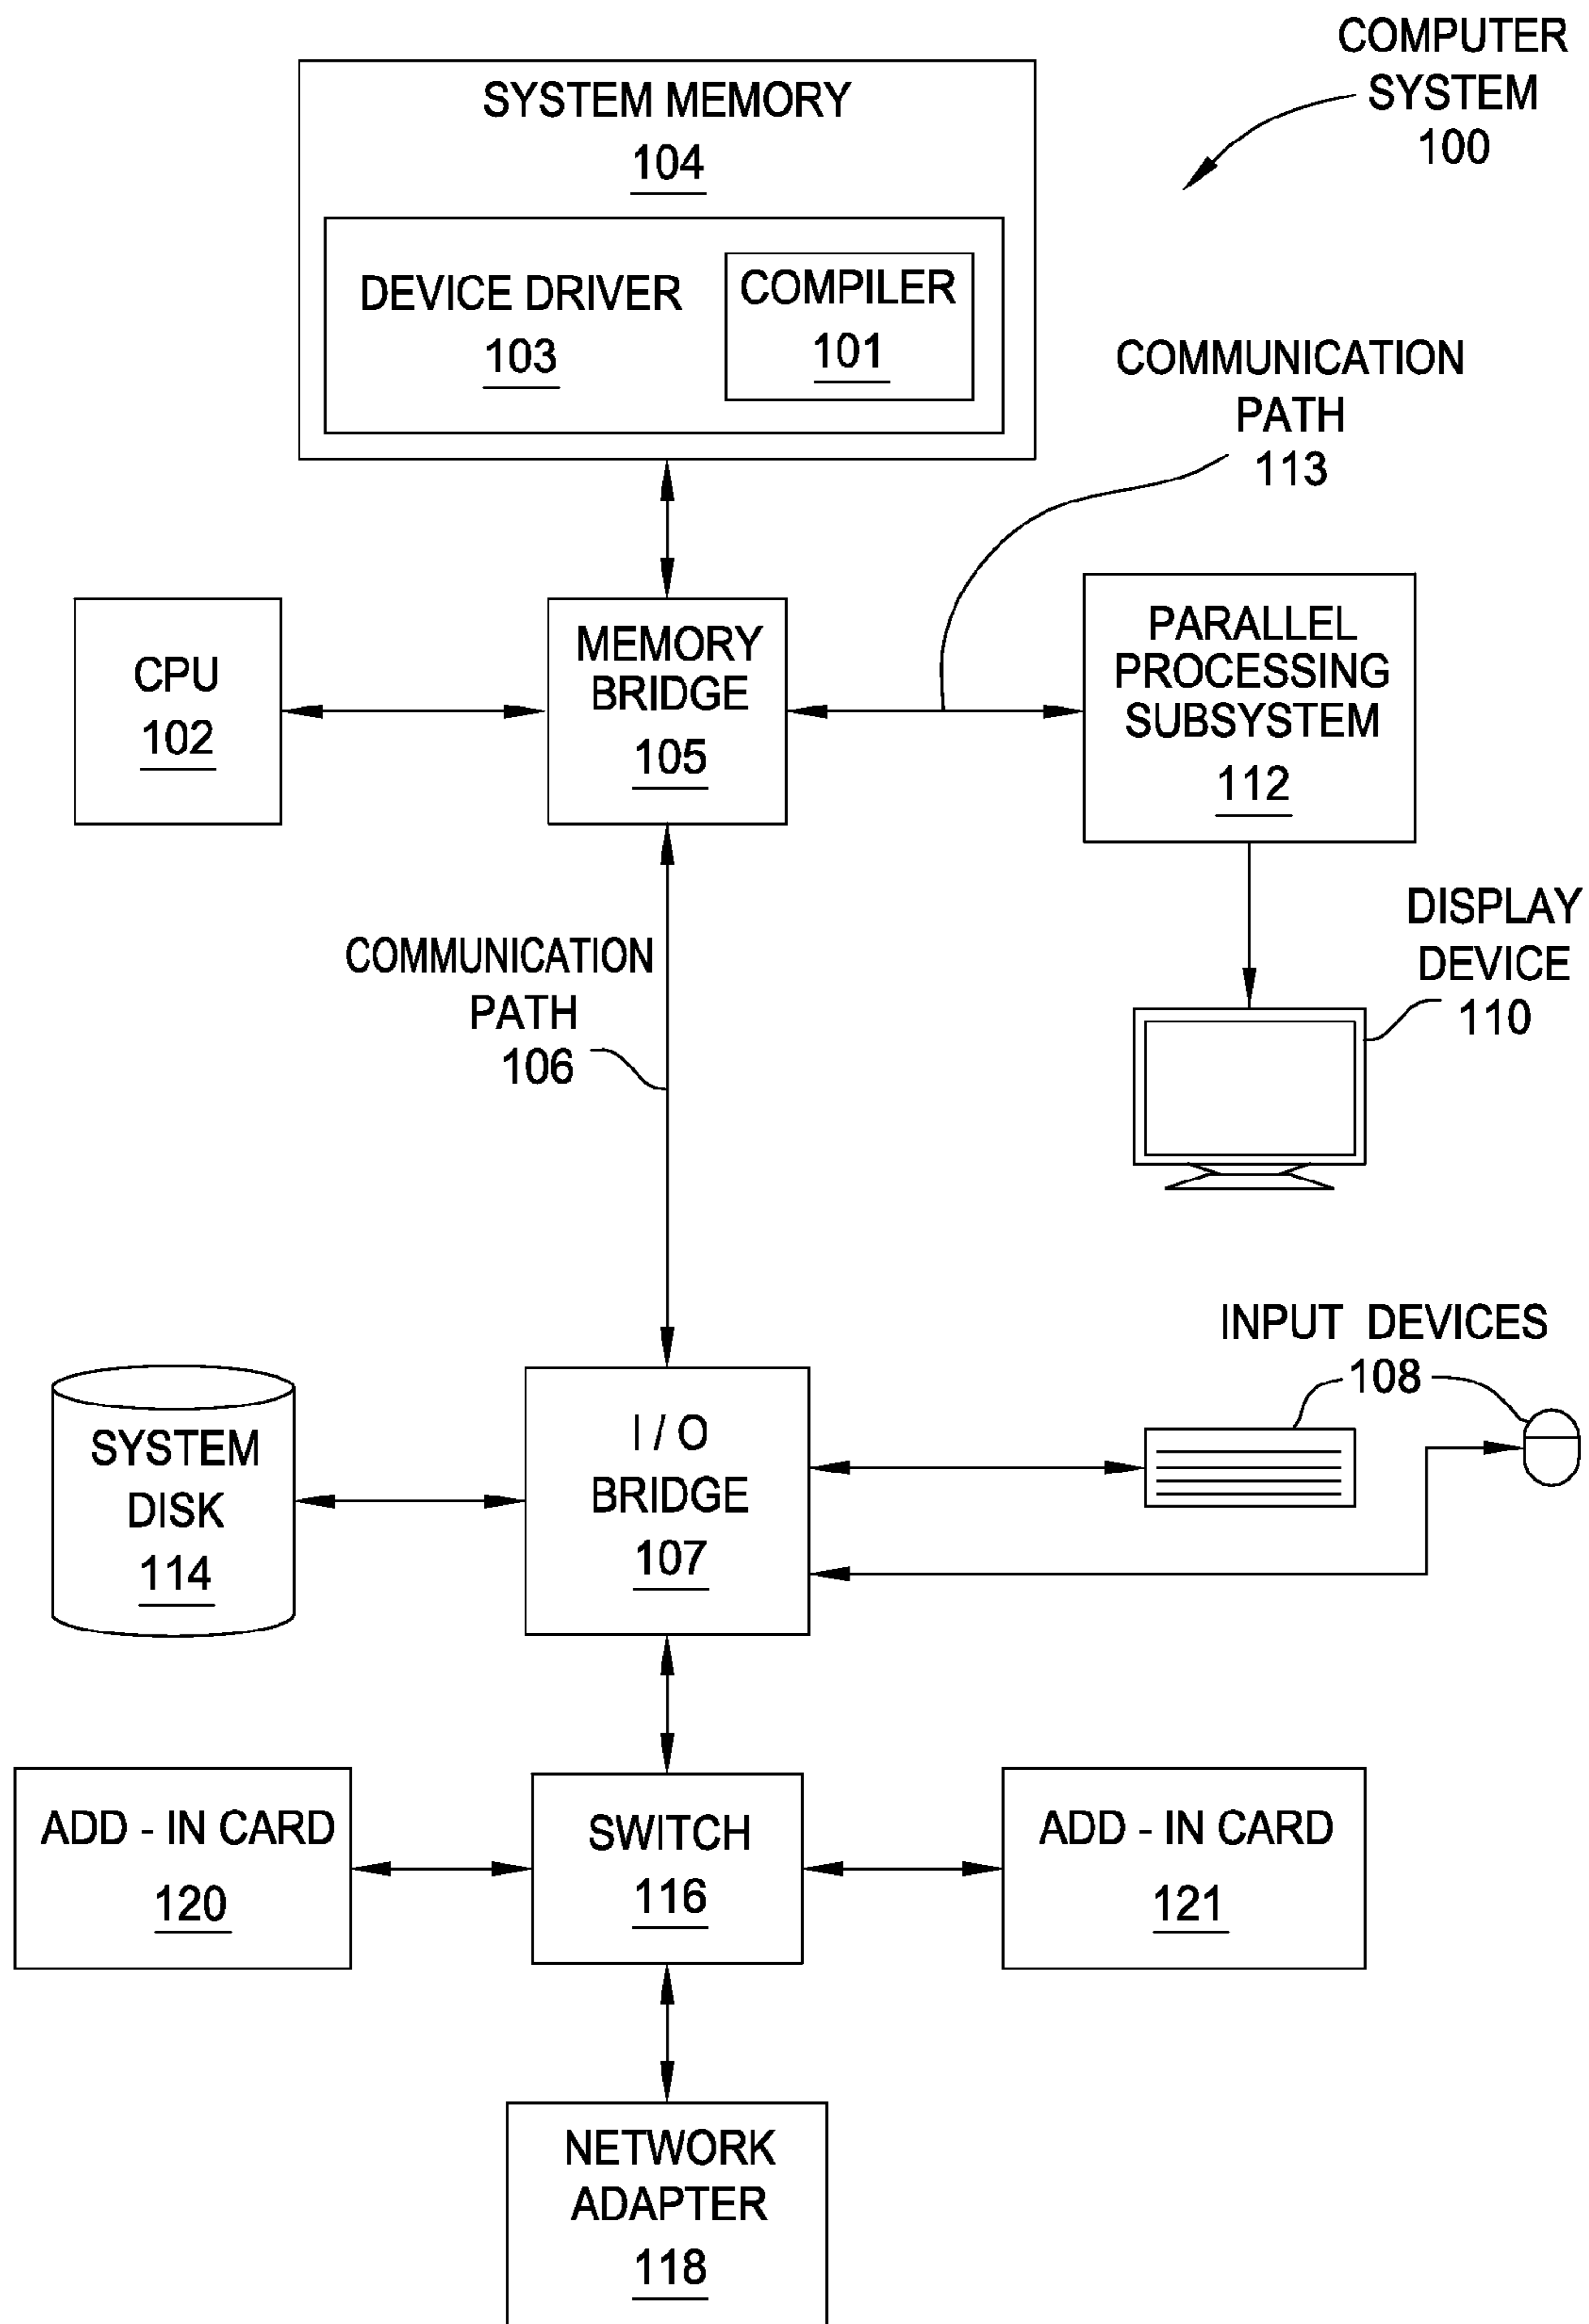 COMPUTER
SYSTEM
100
SYSTEM MEMORY
104
DEVICE DRIVER
103
COMPILER
101
COMMUNICATION
PATH
113
CPU
102
MEMORY
BRIDGE
105
PARALLEL
PROCESSING
SUBSYSTEM
112
COMMUNICATION
PATH
106
DISPLAY
DEVICE
110
INPUT DEVICES
108
SYSTEM
DISK
114
I / O
BRIDGE
107
ADD - IN CARD
120
SWITCH
116
ADD - IN CARD
121
NETWORK
ADAPTER
118